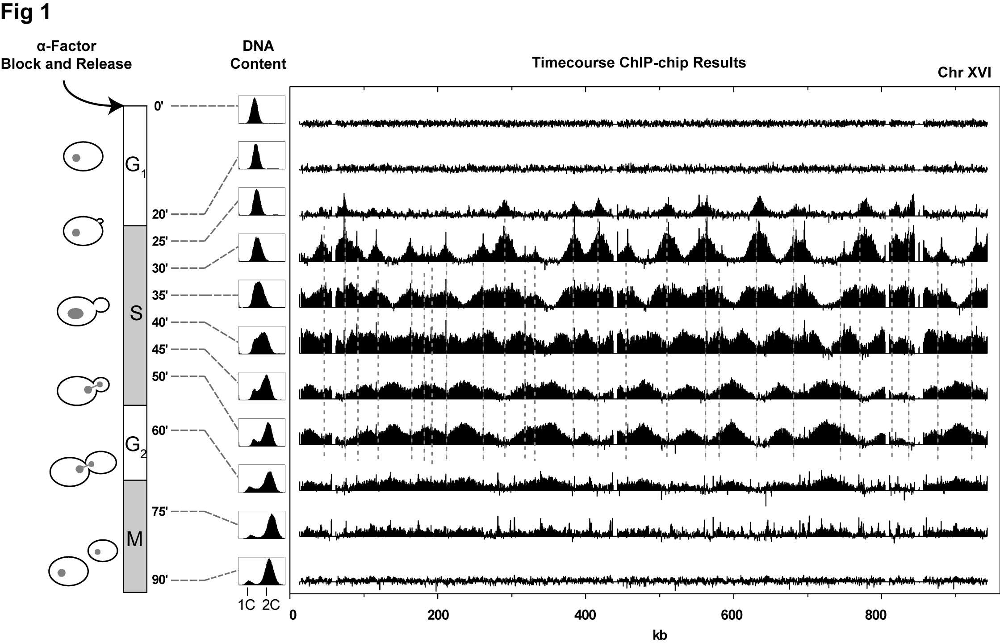 Fig 1
α-Factor
Block and Release
DNA
Content
Timecourse ChIP-chip Results
Chr XVI
0'
G1
20'
25'
30'
35'
S
40'
45'
50'
60'
G2
75'
M
90'
1C 2C
0 200 400 600 800
kb